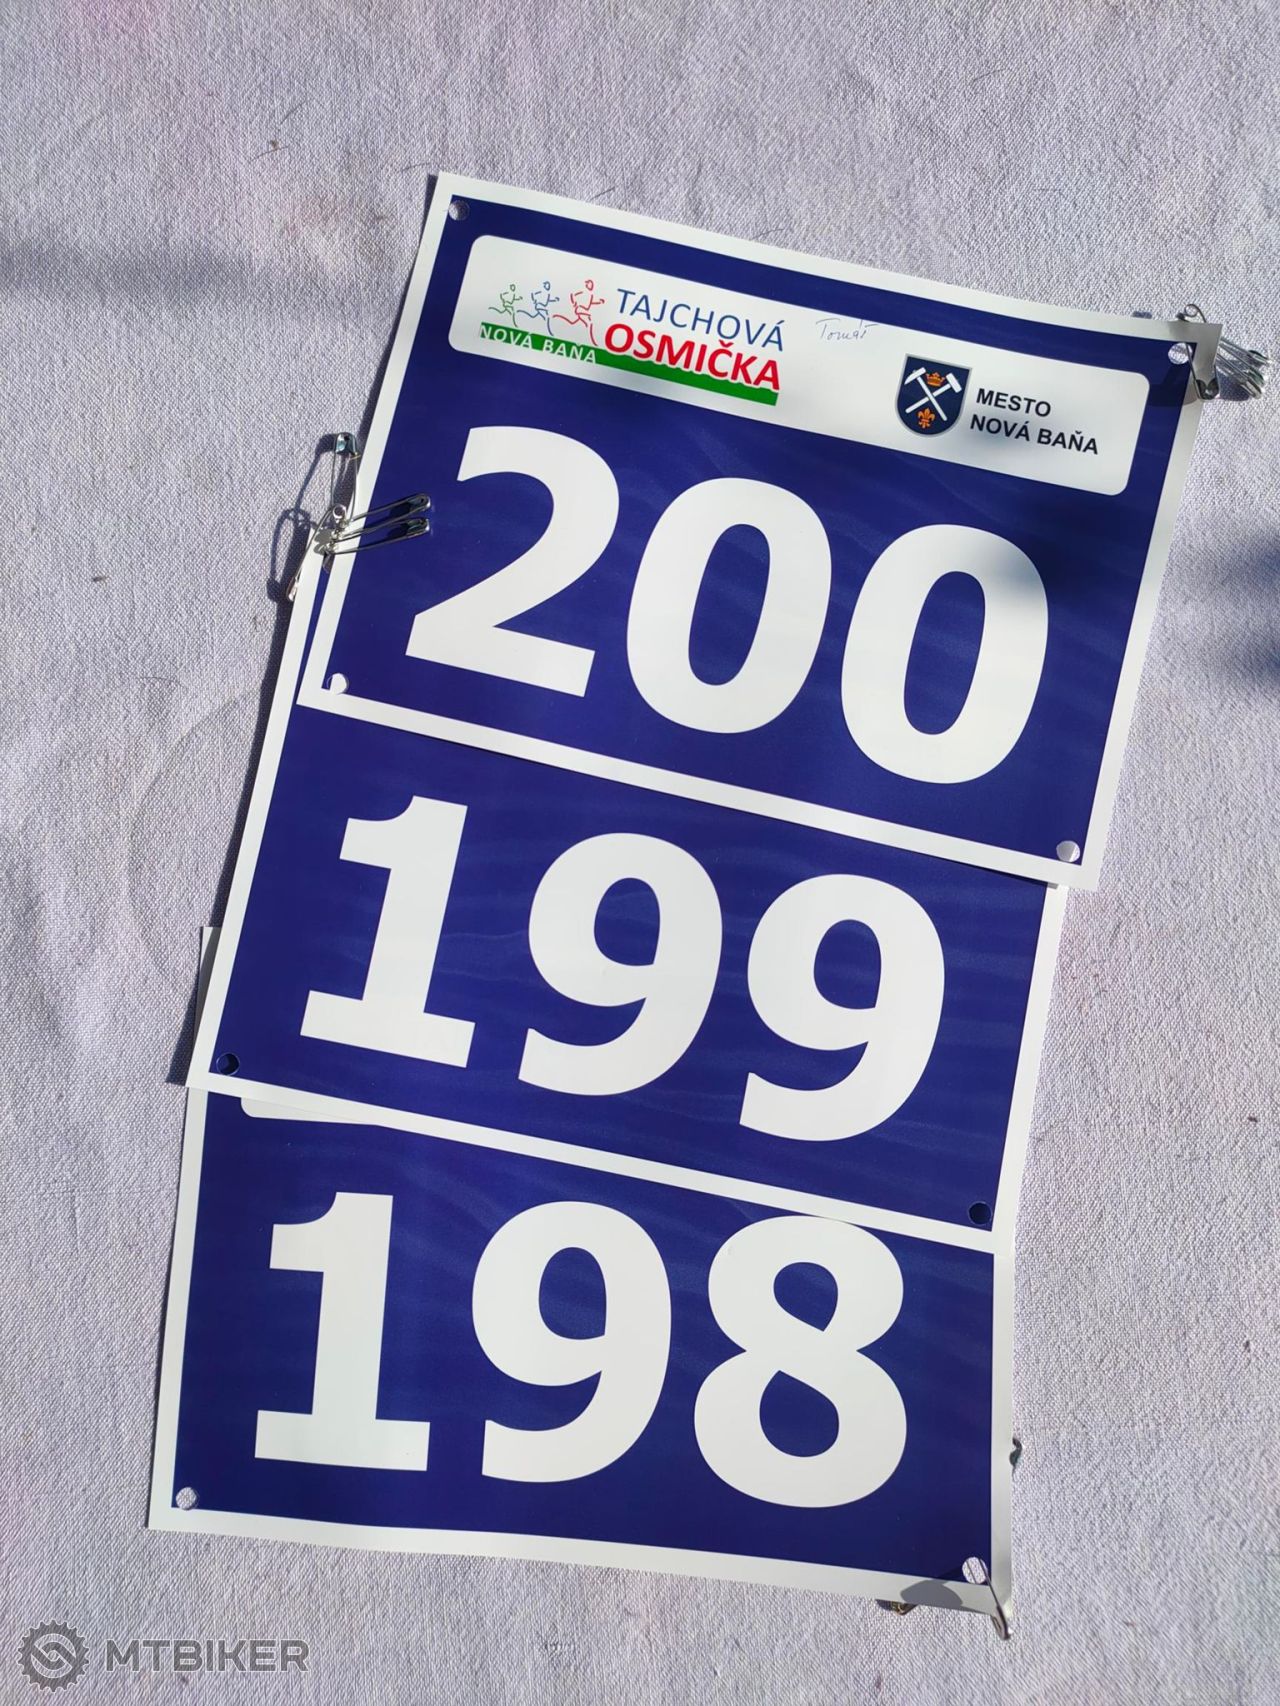 TAJCHOVÁ
OSMIČKA
NOVÁ BAŇA
Tomáš
MESTO
NOVÁ BAŇA
200
199
198
MTBIKER